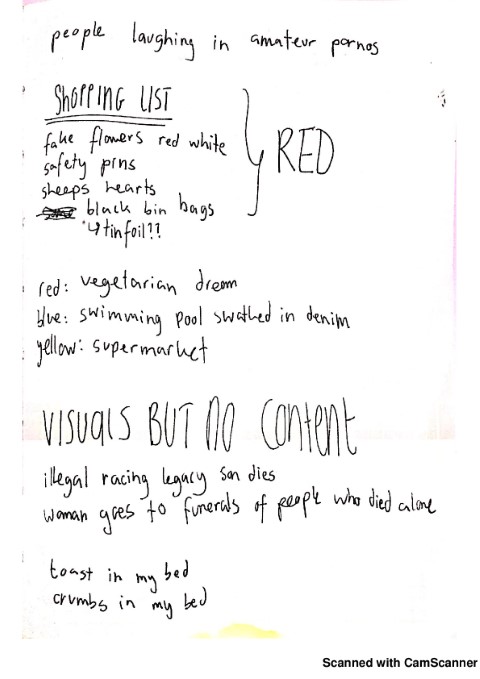 people laughing in amateur pornos
SHOPPING LIST
fake flowers red white
safety pins
sheeps hearts
black bin bags
↳ tinfoil??
RED
red: vegetarian dream
blue: swimming pool swathed in denim
yellow: supermarket
VISUALS BUT NO CONTENT
illegal racing legacy son dies
woman goes to funerals of people who died alone
toast in my bed
crumbs in my bed
Scanned with CamScanner